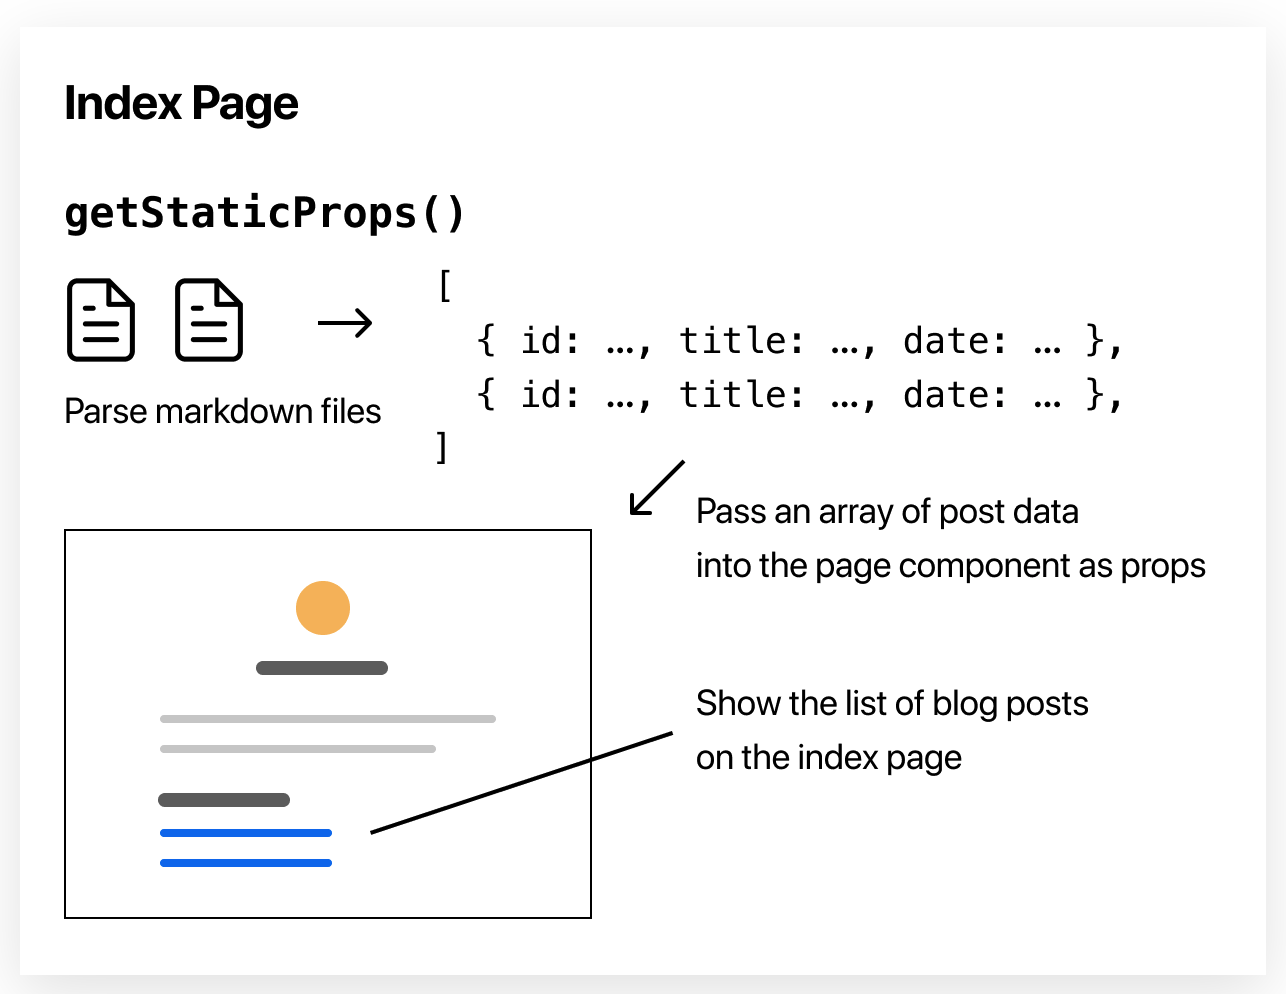 Index Page
getStaticProps()
[
{ id: …, title: …, date: … },
{ id: …, title: …, date: … },
]
Parse markdown files
Pass an array of post data
into the page component as props
Show the list of blog posts
on the index page